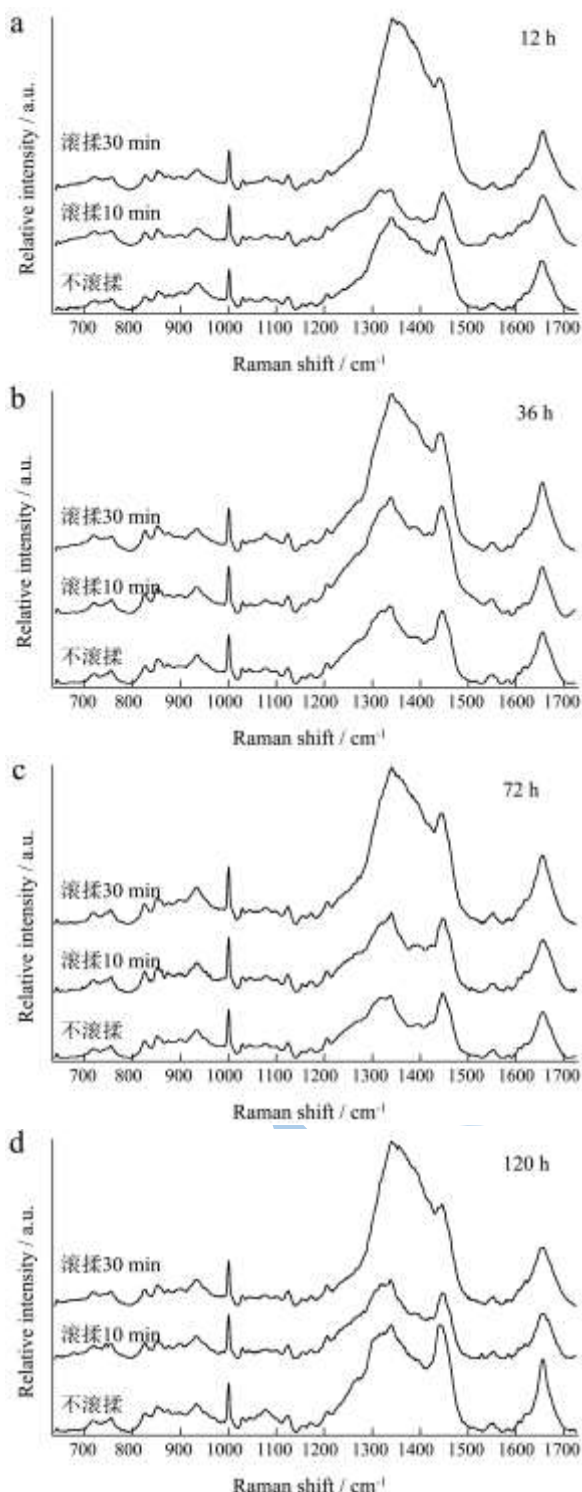 a
12 h
Relative intensity / a.u.
滚揉30 min
滚揉10 min
不滚揉
700 800 900 1000 1100 1200 1300 1400 1500 1600 1700
Raman shift / cm⁻¹
b
36 h
Relative intensity / a.u.
滚揉30 min
滚揉10 min
不滚揉
700 800 900 1000 1100 1200 1300 1400 1500 1600 1700
Raman shift / cm⁻¹
c
72 h
Relative intensity / a.u.
滚揉30 min
滚揉10 min
不滚揉
700 800 900 1000 1100 1200 1300 1400 1500 1600 1700
Raman shift / cm⁻¹
d
120 h
Relative intensity / a.u.
滚揉30 min
滚揉10 min
不滚揉
700 800 900 1000 1100 1200 1300 1400 1500 1600 1700
Raman shift / cm⁻¹